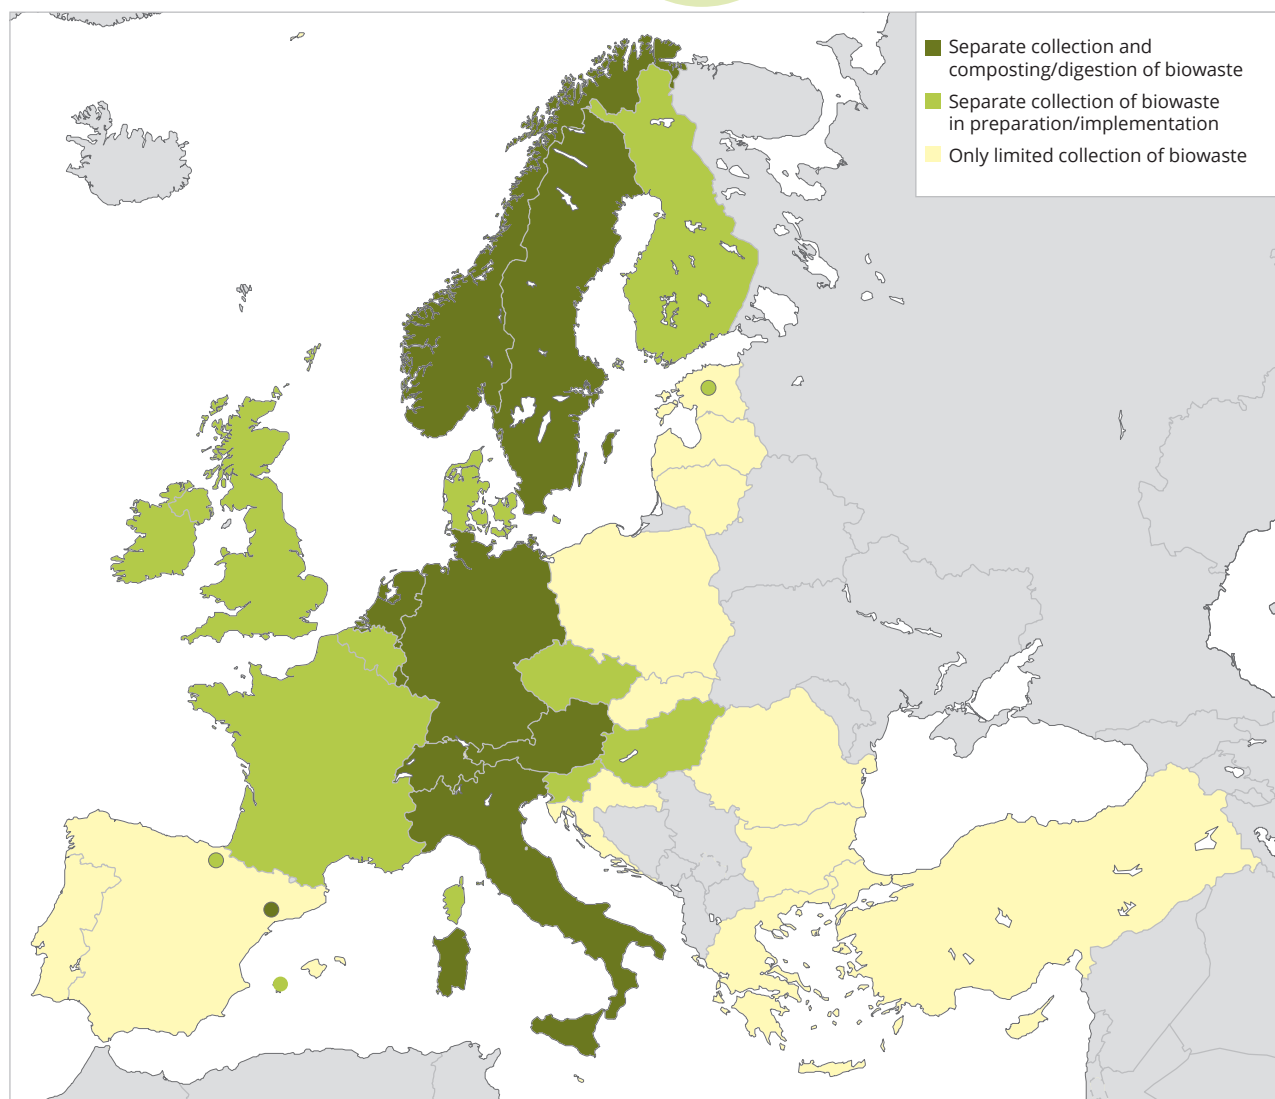 Separate collection and
composting/digestion of biowaste
Separate collection of biowaste
in preparation/implementation
Only limited collection of biowaste